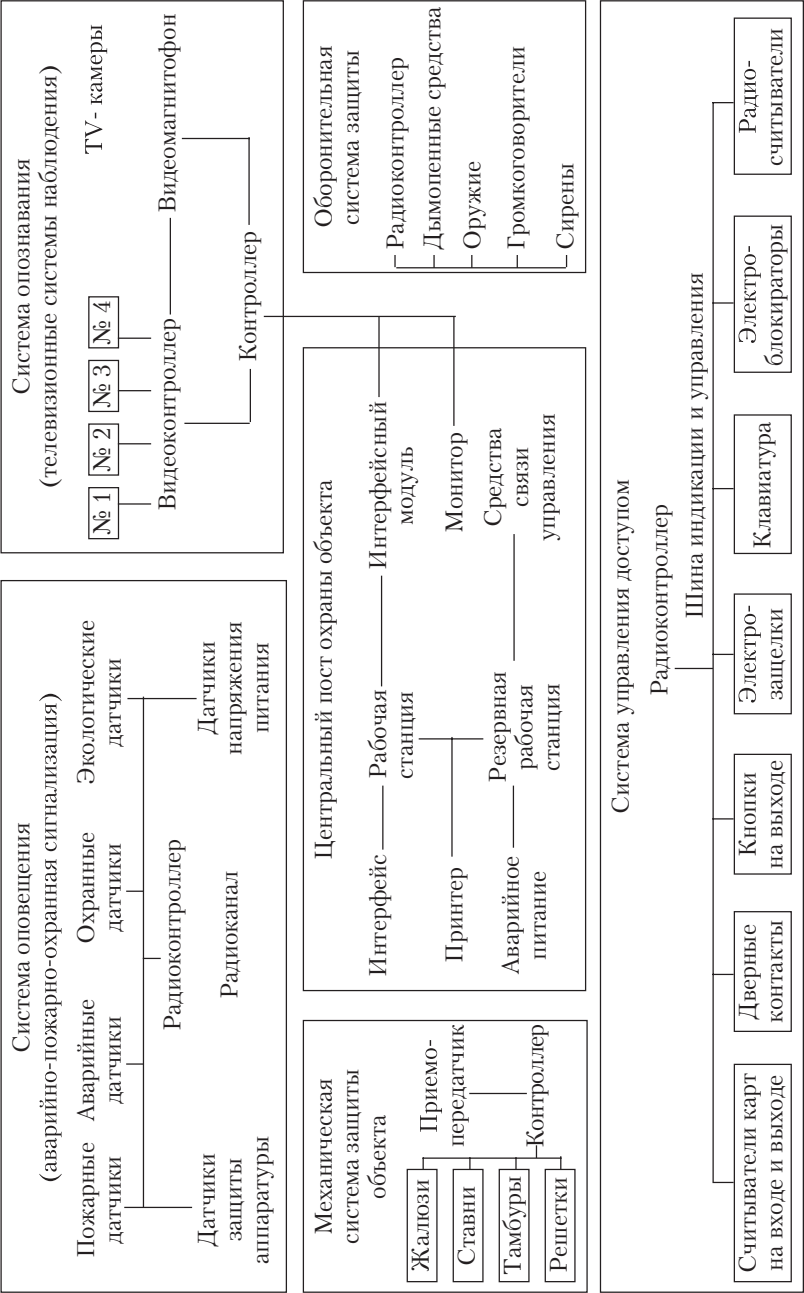 Система оповещения
(аварийно-пожарно-охранная сигнализация)
Пожарные
датчики
Аварийные
датчики
Охранные
датчики
Экологические
датчики
Радиоконтроллер
Датчики
защиты
аппаратуры
Радиоканал
Датчики
напряжения
питания
Система опознавания
(телевизионные системы наблюдения)
TV- камеры
№ 1
№ 2
№ 3
№ 4
Видеоконтроллер
Видеомагнитофон
Контроллер
Механическая
система защиты
объекта
Жалюзи
Ставни
Тамбуры
Решетки
Приемо-
передатчик
Контроллер
Центральный пост охраны объекта
Интерфейс
Рабочая
станция
Интерфейсный
модуль
Принтер
Монитор
Аварийное
питание
Резервная
рабочая
станция
Средства
связи
управления
Оборонительная
система защиты
Радиоконтроллер
Дымопенные средства
Оружие
Громкоговорители
Сирены
Система управления доступом
Радиоконтроллер
Шина индикации и управления
Считыватели карт
на входе и выходе
Дверные
контакты
Кнопки
на выходе
Электро-
защелки
Клавиатура
Электро-
блокираторы
Радио-
считыватели